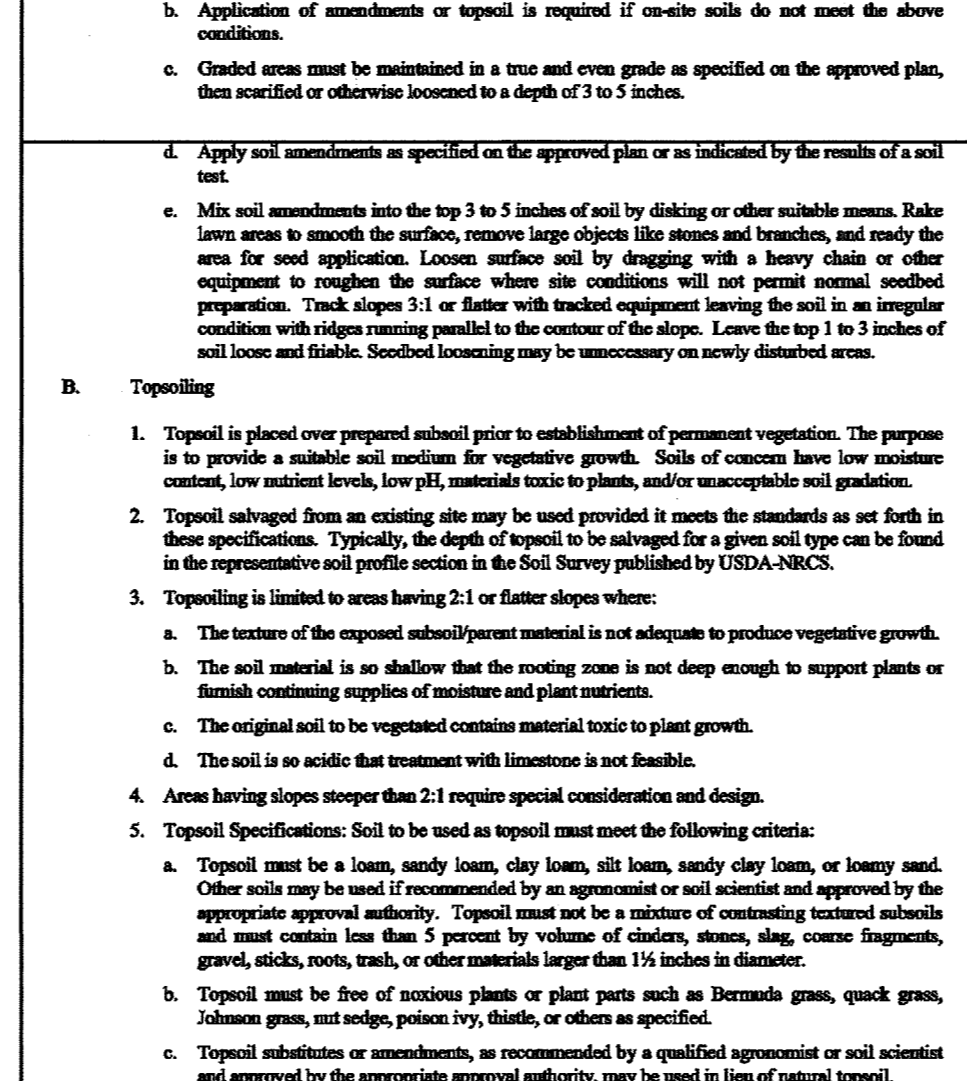 b. Application of amendments or topsoil is required if on-site soils do not meet the above
conditions.
c. Graded areas must be maintained in a true and even grade as specified on the approved plan,
then scarified or otherwise loosened to a depth of 3 to 5 inches.
d. Apply soil amendments as specified on the approved plan or as indicated by the results of a soil
test.
e. Mix soil amendments into the top 3 to 5 inches of soil by disking or other suitable means. Rake
lawn areas to smooth the surface, remove large objects like stones and branches, and ready the
area for seed application. Loosen surface soil by dragging with a heavy chain or other
equipment to roughen the surface where site conditions will not permit normal seedbed
preparation. Track slopes 3:1 or flatter with tracked equipment leaving the soil in an irregular
condition with ridges running parallel to the contour of the slope. Leave the top 1 to 3 inches of
soil loose and friable. Seedbed loosening may be unnecessary on newly disturbed areas.
B. Topsoiling
1. Topsoil is placed over prepared subsoil prior to establishment of permanent vegetation. The purpose
is to provide a suitable soil medium for vegetative growth. Soils of concern have low moisture
content, low nutrient levels, low pH, materials toxic to plants, and/or unacceptable soil gradation.
2. Topsoil salvaged from an existing site may be used provided it meets the standards as set forth in
these specifications. Typically, the depth of topsoil to be salvaged for a given soil type can be found
in the representative soil profile section in the Soil Survey published by USDA-NRCS.
3. Topsoiling is limited to areas having 2:1 or flatter slopes where:
a. The texture of the exposed subsoil/parent material is not adequate to produce vegetative growth.
b. The soil material is so shallow that the rooting zone is not deep enough to support plants or
furnish continuing supplies of moisture and plant nutrients.
c. The original soil to be vegetated contains material toxic to plant growth.
d. The soil is so acidic that treatment with limestone is not feasible.
4. Areas having slopes steeper than 2:1 require special consideration and design.
5. Topsoil Specifications: Soil to be used as topsoil must meet the following criteria:
a. Topsoil must be a loam, sandy loam, clay loam, silt loam, sandy clay loam, or loamy sand.
Other soils may be used if recommended by an agronomist or soil scientist and approved by the
appropriate approval authority. Topsoil must not be a mixture of contrasting textured subsoils
and must contain less than 5 percent by volume of cinders, stones, slag, coarse fragments,
gravel, sticks, roots, trash, or other materials larger than 1½ inches in diameter.
b. Topsoil must be free of noxious plants or plant parts such as Bermuda grass, quack grass,
Johnson grass, nut sedge, poison ivy, thistle, or others as specified.
c. Topsoil substitutes or amendments, as recommended by a qualified agronomist or soil scientist
and approved by the appropriate approval authority, may be used in lieu of natural topsoil.